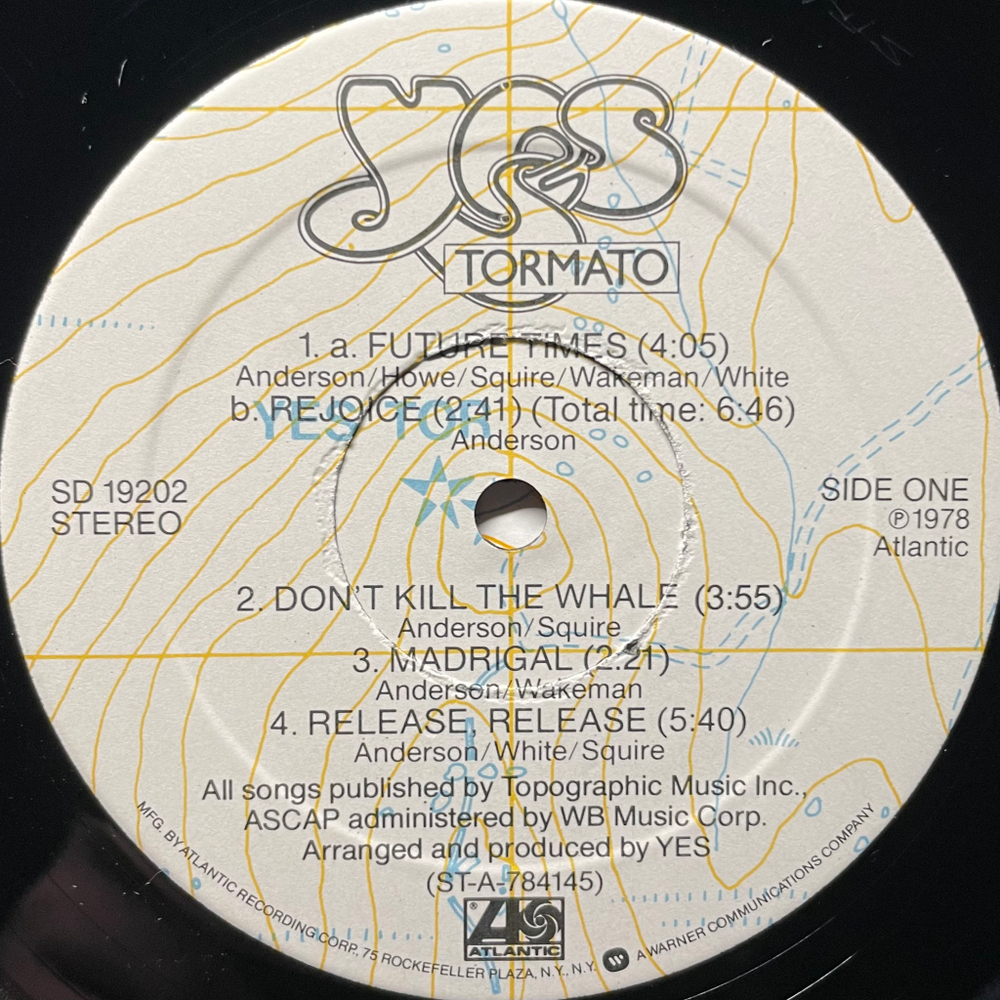 Yes
TORMATO
1. a. FUTURE TIMES (4:05)
Anderson/Howe/Squire/Wakeman/White
b. REJOICE (2:41) (Total time: 6:46)
YES TOR
Anderson
SD 19202
STEREO
SIDE ONE
℗1978
Atlantic
2. DON'T KILL THE WHALE (3:55)
Anderson/Squire
3. MADRIGAL (2:21)
Anderson/Wakeman
4. RELEASE, RELEASE (5:40)
Anderson/White/Squire
All songs published by Topographic Music Inc.,
ASCAP administered by WB Music Corp.
Arranged and produced by YES
(ST-A-784145)
ATLANTIC
MFG. BY ATLANTIC RECORDING CORP., 75 ROCKEFELLER PLAZA, N.Y., N.Y. A WARNER COMMUNICATIONS COMPANY